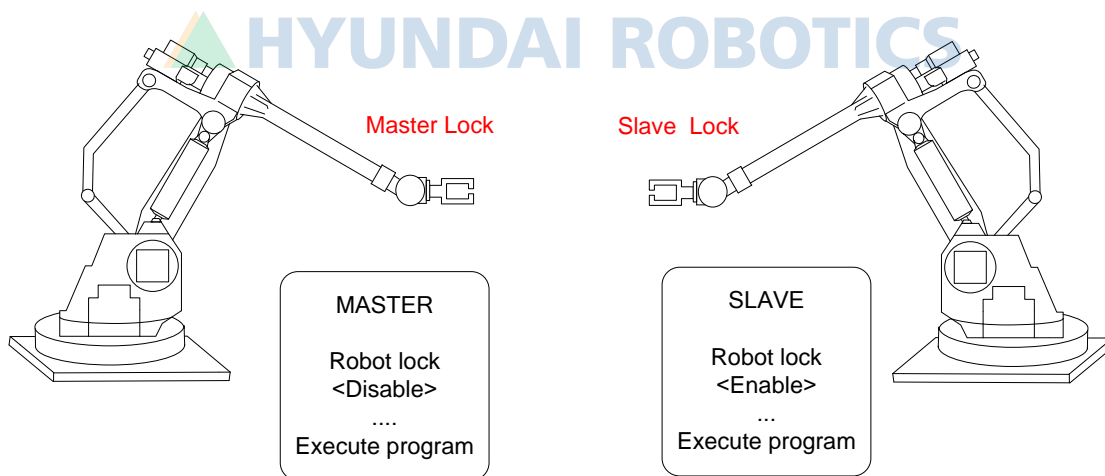 HYUNDAI ROBOTICS
Master Lock
Slave Lock
MASTER
Robot lock
<Disable>
....
Execute program
SLAVE
Robot lock
<Enable>
...
Execute program